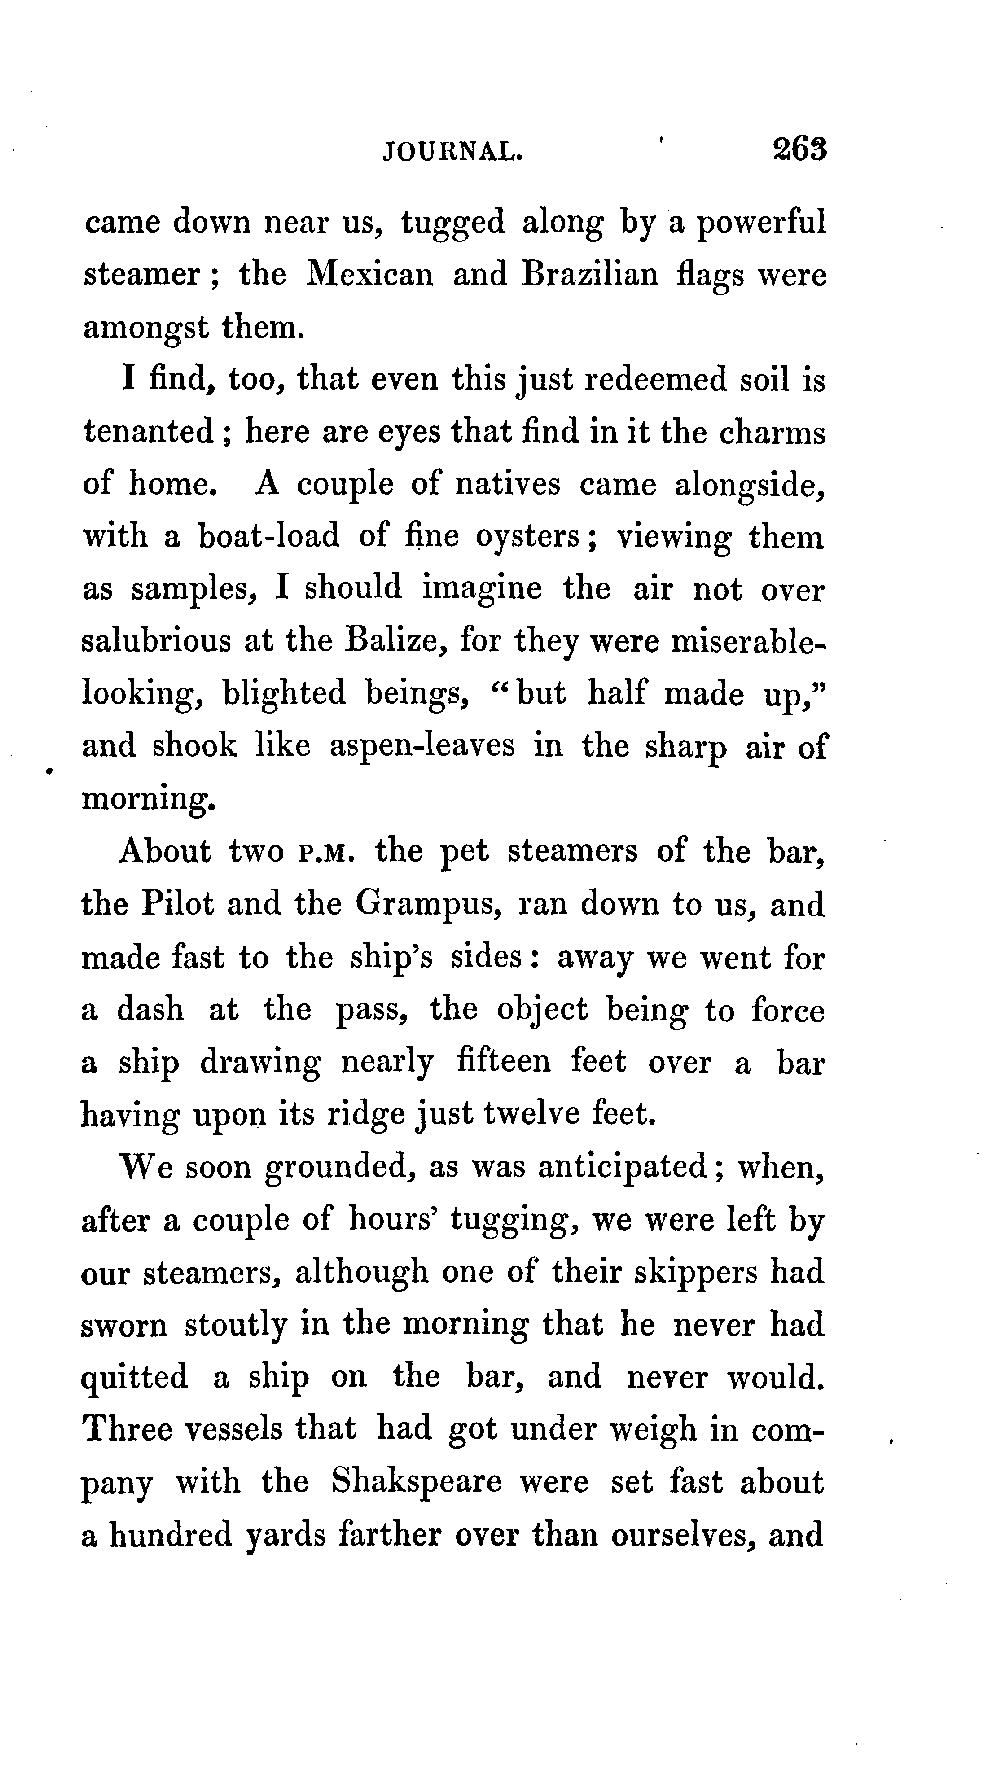 JOURNAL. 263
came down near us, tugged along by a powerful
steamer ; the Mexican and Brazilian flags were
amongst them.
I find, too, that even this just redeemed soil is
tenanted ; here are eyes that find in it the charms
of home. A couple of natives came alongside,
with a boat-load of fine oysters ; viewing them
as samples, I should imagine the air not over
salubrious at the Balize, for they were miserable-
looking, blighted beings, “but half made up,”
and shook like aspen-leaves in the sharp air of
morning.
About two P.M. the pet steamers of the bar,
the Pilot and the Grampus, ran down to us, and
made fast to the ship’s sides : away we went for
a dash at the pass, the object being to force
a ship drawing nearly fifteen feet over a bar
having upon its ridge just twelve feet.
We soon grounded, as was anticipated ; when,
after a couple of hours’ tugging, we were left by
our steamers, although one of their skippers had
sworn stoutly in the morning that he never had
quitted a ship on the bar, and never would.
Three vessels that had got under weigh in com-
pany with the Shakspeare were set fast about
a hundred yards farther over than ourselves, and